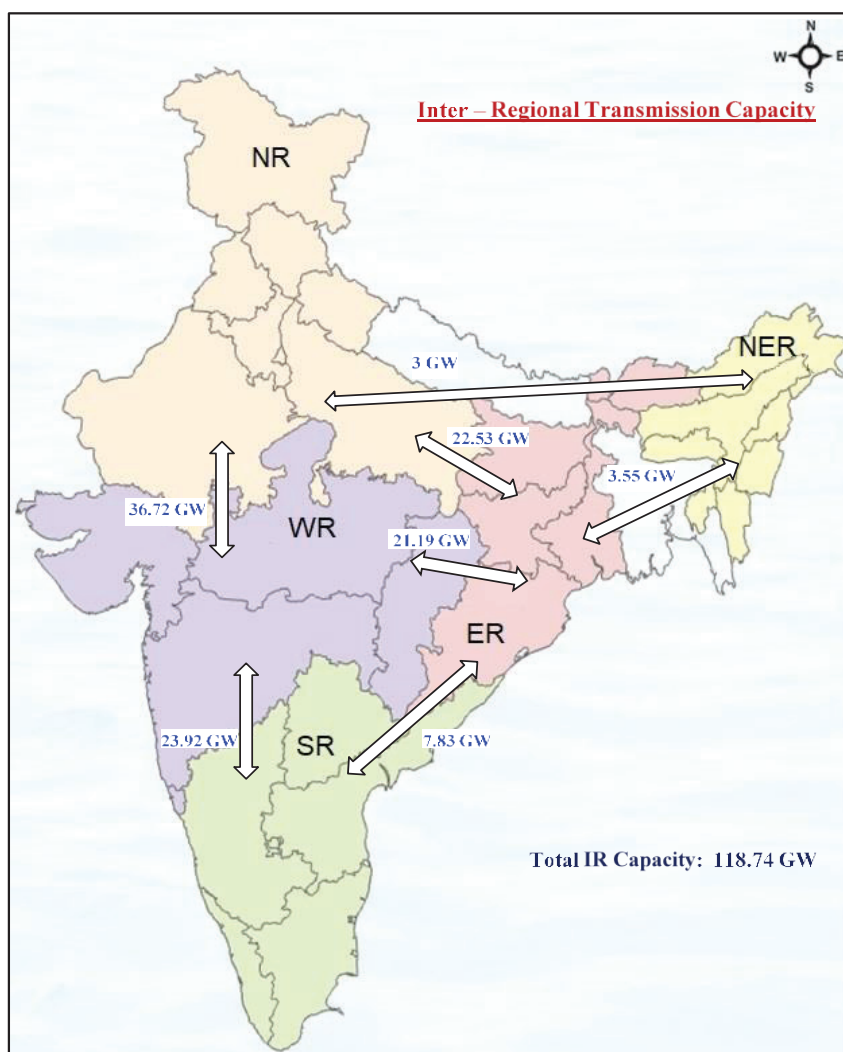 N
W E
S
Inter – Regional Transmission Capacity
NR
NER
3 GW
22.53 GW
3.55 GW
36.72 GW
WR
21.19 GW
ER
23.92 GW
SR
7.83 GW
Total IR Capacity: 118.74 GW